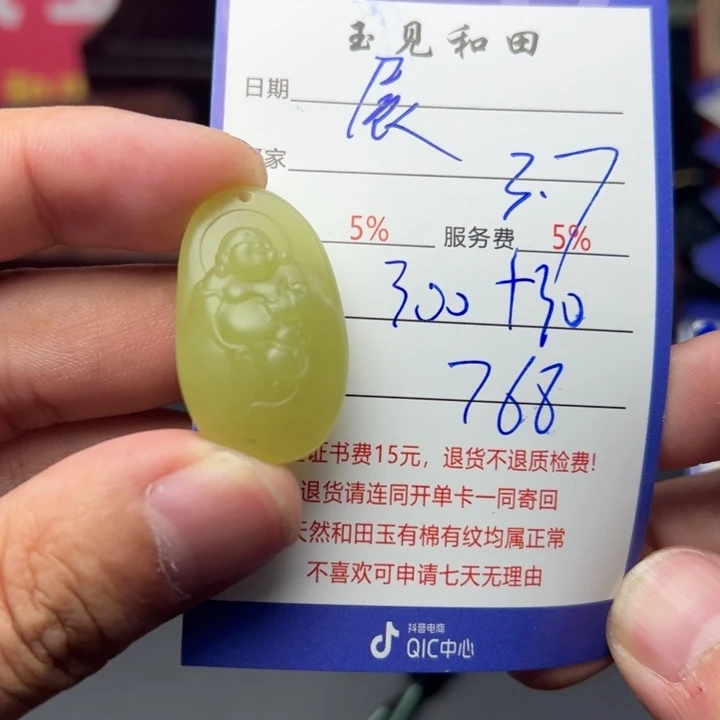 玉见和田
日期
展
家
3.7
5% 服务费 5%
300 +30
768
证书费15元，退货不退质检费!
退货请连同开单卡一同寄回
天然和田玉有棉有纹均属正常
不喜欢可申请七天无理由
抖音电商
QIC中心